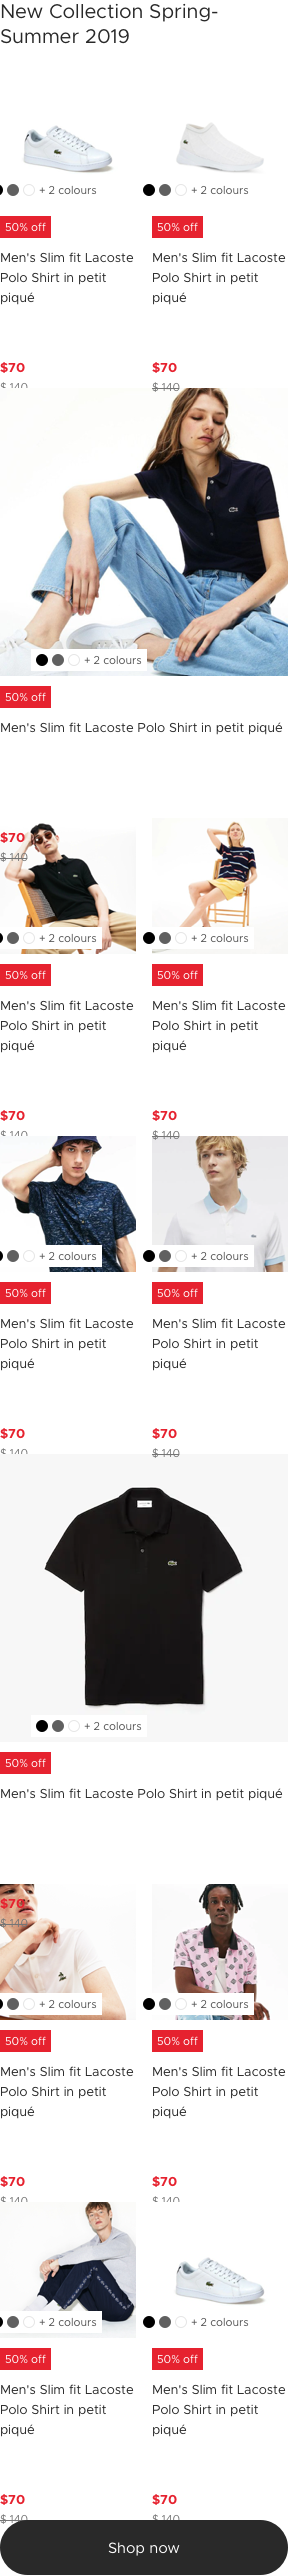 New Collection Spring-
Summer 2019
+ 2 colours
+ 2 colours
50% off
50% off
Men's Slim fit Lacoste
Polo Shirt in petit
piqué
Men's Slim fit Lacoste
Polo Shirt in petit
piqué
$70
$70
$ 140
$ 140
+ 2 colours
50% off
Men's Slim fit Lacoste Polo Shirt in petit piqué
$70
$ 140
+ 2 colours
+ 2 colours
50% off
50% off
Men's Slim fit Lacoste
Polo Shirt in petit
piqué
Men's Slim fit Lacoste
Polo Shirt in petit
piqué
$70
$70
$ 140
$ 140
+ 2 colours
+ 2 colours
50% off
50% off
Men's Slim fit Lacoste
Polo Shirt in petit
piqué
Men's Slim fit Lacoste
Polo Shirt in petit
piqué
$70
$70
$ 140
$ 140
+ 2 colours
50% off
Men's Slim fit Lacoste Polo Shirt in petit piqué
$70
$ 140
+ 2 colours
+ 2 colours
50% off
50% off
Men's Slim fit Lacoste
Polo Shirt in petit
piqué
Men's Slim fit Lacoste
Polo Shirt in petit
piqué
$70
$70
$ 140
$ 140
+ 2 colours
+ 2 colours
50% off
50% off
Men's Slim fit Lacoste
Polo Shirt in petit
piqué
Men's Slim fit Lacoste
Polo Shirt in petit
piqué
$70
$70
$ 140
$ 140
Shop now